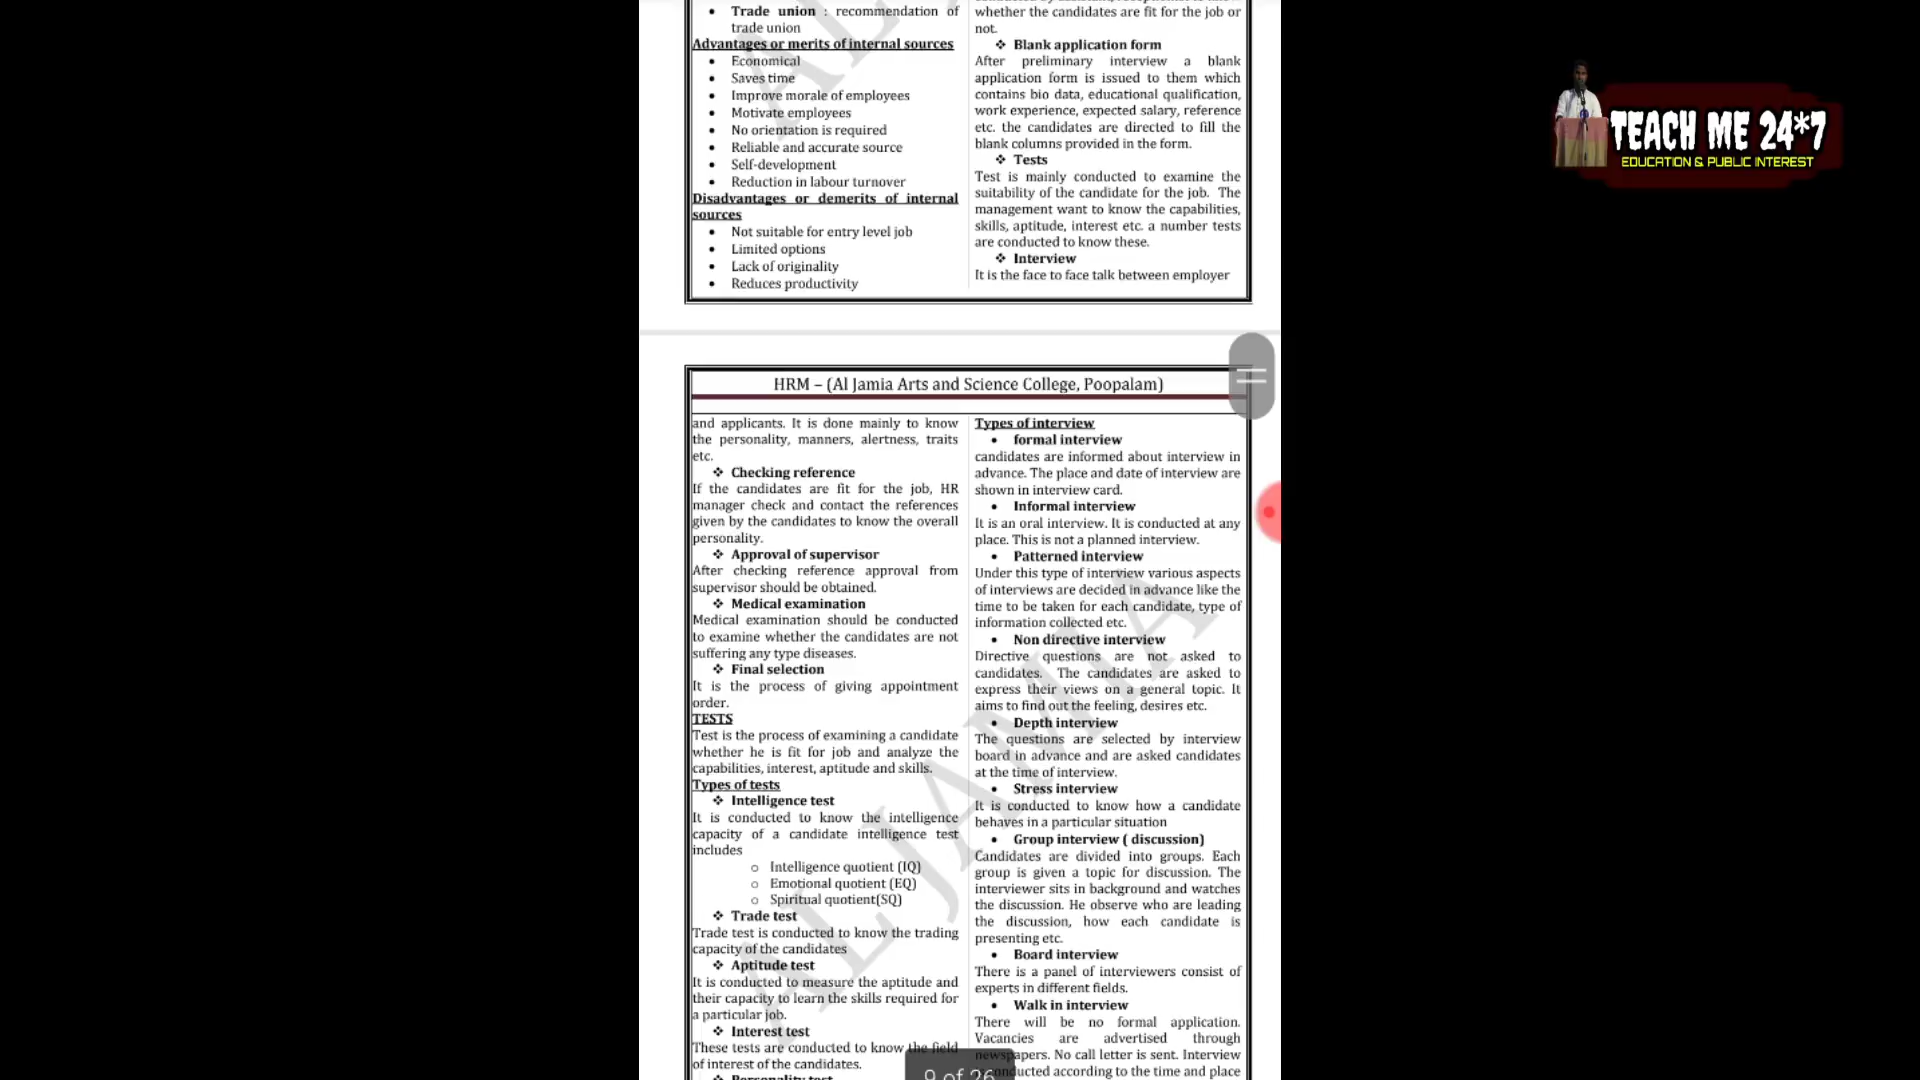 • Trade union : recommendation of
trade union
Advantages or merits of internal sources
• Economical
• Saves time
• Improve morale of employees
• Motivate employees
• No orientation is required
• Reliable and accurate source
• Self-development
• Reduction in labour turnover
Disadvantages or demerits of internal
sources
• Not suitable for entry level job
• Limited options
• Lack of originality
• Reduces productivity
whether the candidates are fit for the job or
not.
❖ Blank application form
After preliminary interview a blank
application form is issued to them which
contains bio data, educational qualification,
work experience, expected salary, reference
etc. the candidates are directed to fill the
blank columns provided in the form.
❖ Tests
Test is mainly conducted to examine the
suitability of the candidate for the job. The
management want to know the capabilities,
skills, aptitude, interest etc. a number tests
are conducted to know these.
❖ Interview
It is the face to face talk between employer
HRM – (Al Jamia Arts and Science College, Poopalam)
and applicants. It is done mainly to know
the personality, manners, alertness, traits
etc.
❖ Checking reference
If the candidates are fit for the job, HR
manager check and contact the references
given by the candidates to know the overall
personality.
❖ Approval of supervisor
After checking reference approval from
supervisor should be obtained.
❖ Medical examination
Medical examination should be conducted
to examine whether the candidates are not
suffering any type diseases.
❖ Final selection
It is the process of giving appointment
order.
TESTS
Test is the process of examining a candidate
whether he is fit for job and analyze the
capabilities, interest, aptitude and skills.
Types of tests
❖ Intelligence test
It is conducted to know the intelligence
capacity of a candidate intelligence test
includes
o Intelligence quotient (IQ)
o Emotional quotient (EQ)
o Spiritual quotient(SQ)
❖ Trade test
Trade test is conducted to know the trading
capacity of the candidates
❖ Aptitude test
It is conducted to measure the aptitude and
their capacity to learn the skills required for
a particular job.
❖ Interest test
These tests are conducted to know the field
of interest of the candidates.
❖ Personality test
Types of interview
• formal interview
candidates are informed about interview in
advance. The place and date of interview are
shown in interview card.
• Informal interview
It is an oral interview. It is conducted at any
place. This is not a planned interview.
• Patterned interview
Under this type of interview various aspects
of interviews are decided in advance like the
time to be taken for each candidate, type of
information collected etc.
• Non directive interview
Directive questions are not asked to
candidates. The candidates are asked to
express their views on a general topic. It
aims to find out the feeling, desires etc.
• Depth interview
The questions are selected by interview
board in advance and are asked candidates
at the time of interview.
• Stress interview
It is conducted to know how a candidate
behaves in a particular situation
• Group interview ( discussion)
Candidates are divided into groups. Each
group is given a topic for discussion. The
interviewer sits in background and watches
the discussion. He observe who are leading
the discussion, how each candidate is
presenting etc.
• Board interview
There is a panel of interviewers consist of
experts in different fields.
• Walk in interview
There will be no formal application.
Vacancies are advertised through
newspapers. No call letter is sent. Interview
conducted according to the time and place
9 of 26
AL JAMIA
TEACH ME 24*7
EDUCATION & PUBLIC INTEREST